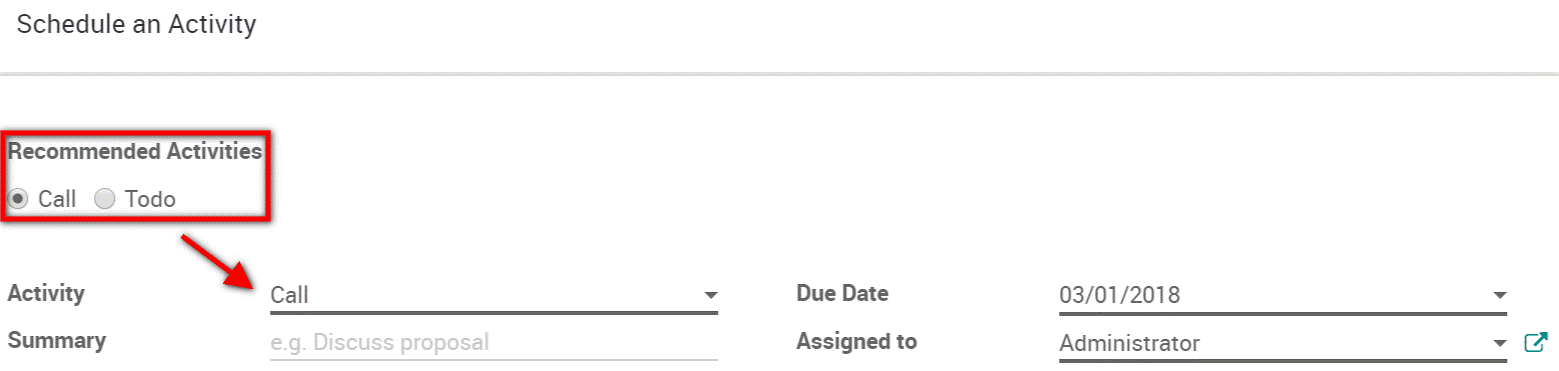 Schedule an Activity
Recommended Activities
Call Todo
Activity Call Due Date 03/01/2018
Summary e.g. Discuss proposal Assigned to Administrator